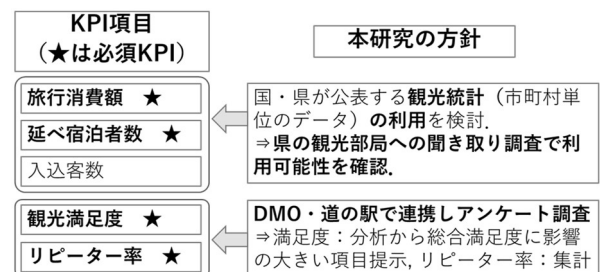 KPI項目
（★は必須KPI）
本研究の方針
旅行消費額　★
延べ宿泊者数　★
入込客数
国・県が公表する観光統計（市町村単
位のデータ）の利用を検討.
⇒県の観光部局への聞き取り調査で利
用可能性を確認.
観光満足度　★
リピーター率　★
DMO・道の駅で連携しアンケート調査
⇒満足度：分析から総合満足度に影響
の大きい項目提示, リピーター率：集計